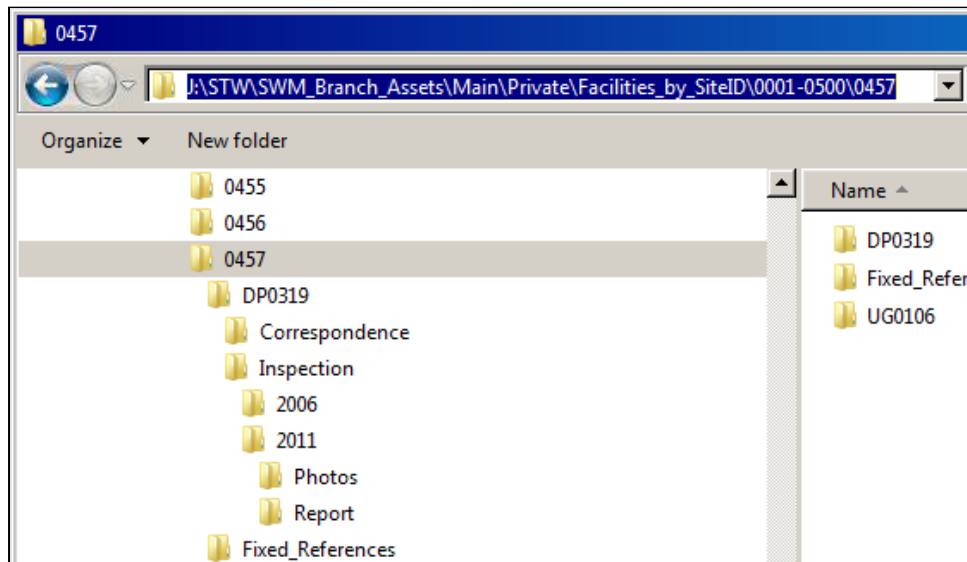 0457
J:\STW\SWM_Branch_Assets\Main\Private\Facilities_by_SiteID\0001-0500\0457
Organize New folder
0455
0456
0457
DP0319
Correspondence
Inspection
2006
2011
Photos
Report
Fixed_References
Name
DP0319
Fixed_Refer
UG0106